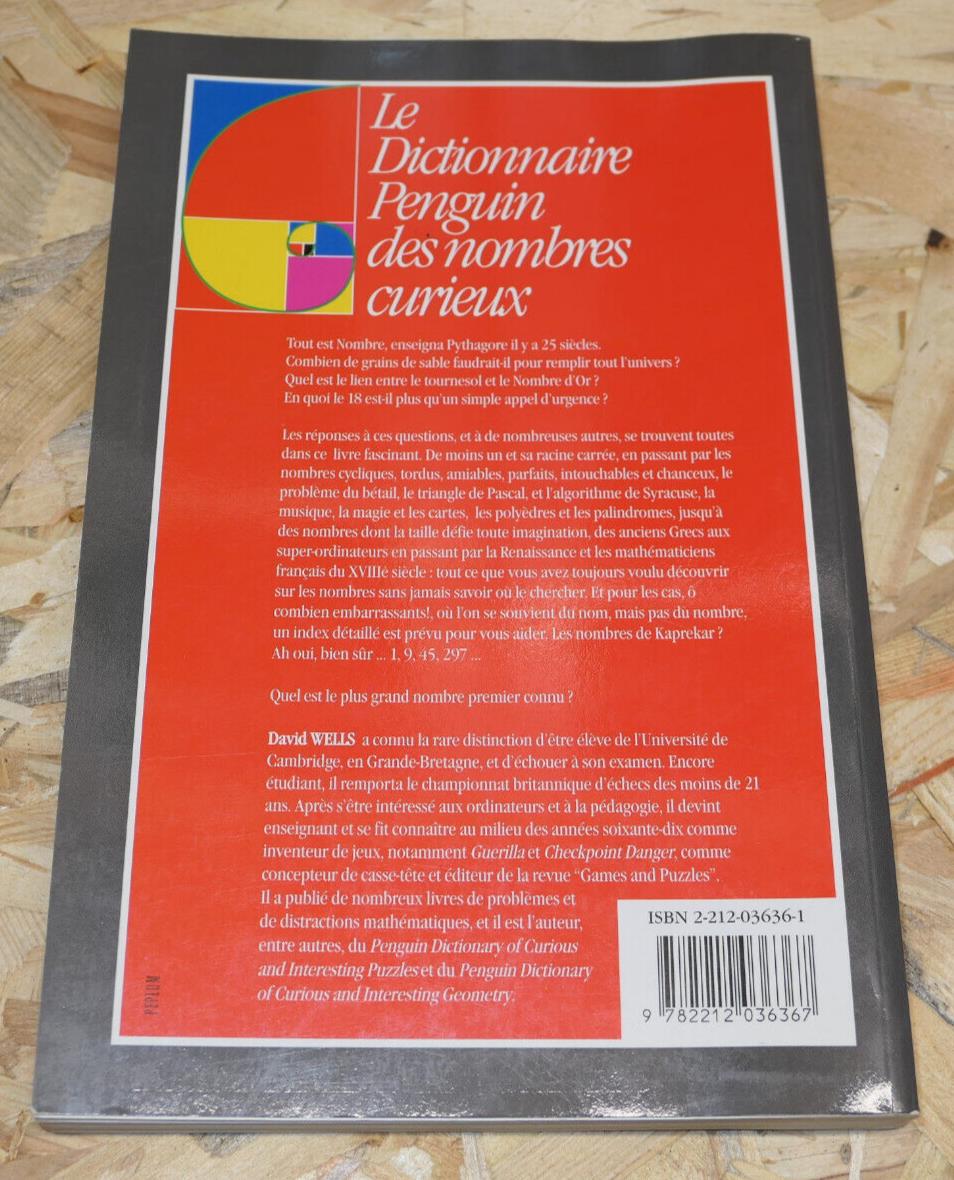 Le
Dictionnaire
Penguin
des nombres
curieux
Tout est Nombre, enseigna Pythagore il y a 25 siècles.
Combien de grains de sable faudrait-il pour remplir tout l'univers ?
Quel est le lien entre le tournesol et le Nombre d'Or ?
En quoi le 18 est-il plus qu'un simple appel d'urgence ?
Les réponses à ces questions, et à de nombreuses autres, se trouvent toutes
dans ce livre fascinant. De moins un et sa racine carrée, en passant par les
nombres cycliques, tordus, amiables, parfaits, intouchables et chanceux, le
problème du bétail, le triangle de Pascal, et l'algorithme de Syracuse, la
musique, la magie et les cartes, les polyèdres et les palindromes, jusqu'à
des nombres dont la taille défie toute imagination, des anciens Grecs aux
super-ordinateurs en passant par la Renaissance et les mathématiciens
français du XVIIIè siècle : tout ce que vous avez toujours voulu découvrir
sur les nombres sans jamais savoir où le chercher. Et pour les cas, ô
combien embarrassants!, où l'on se souvient du nom, mais pas du nombre,
un index détaillé est prévu pour vous aider. Les nombres de Kaprekar ?
Ah oui, bien sûr ... 1, 9, 45, 297 ...
Quel est le plus grand nombre premier connu ?
David WELLS a connu la rare distinction d'être élève de l'Université de
Cambridge, en Grande-Bretagne, et d'échouer à son examen. Encore
étudiant, il remporta le championnat britannique d'échecs des moins de 21
ans. Après s'être intéressé aux ordinateurs et à la pédagogie, il devint
enseignant et se fit connaître au milieu des années soixante-dix comme
inventeur de jeux, notamment Guerilla et Checkpoint Danger, comme
concepteur de casse-tête et éditeur de la revue "Games and Puzzles".
Il a publié de nombreux livres de problèmes et
de distractions mathématiques, et il est l'auteur,
entre autres, du Penguin Dictionary of Curious
and Interesting Puzzles et du Penguin Dictionary
of Curious and Interesting Geometry.
ISBN 2-212-03636-1
9 782212 036367